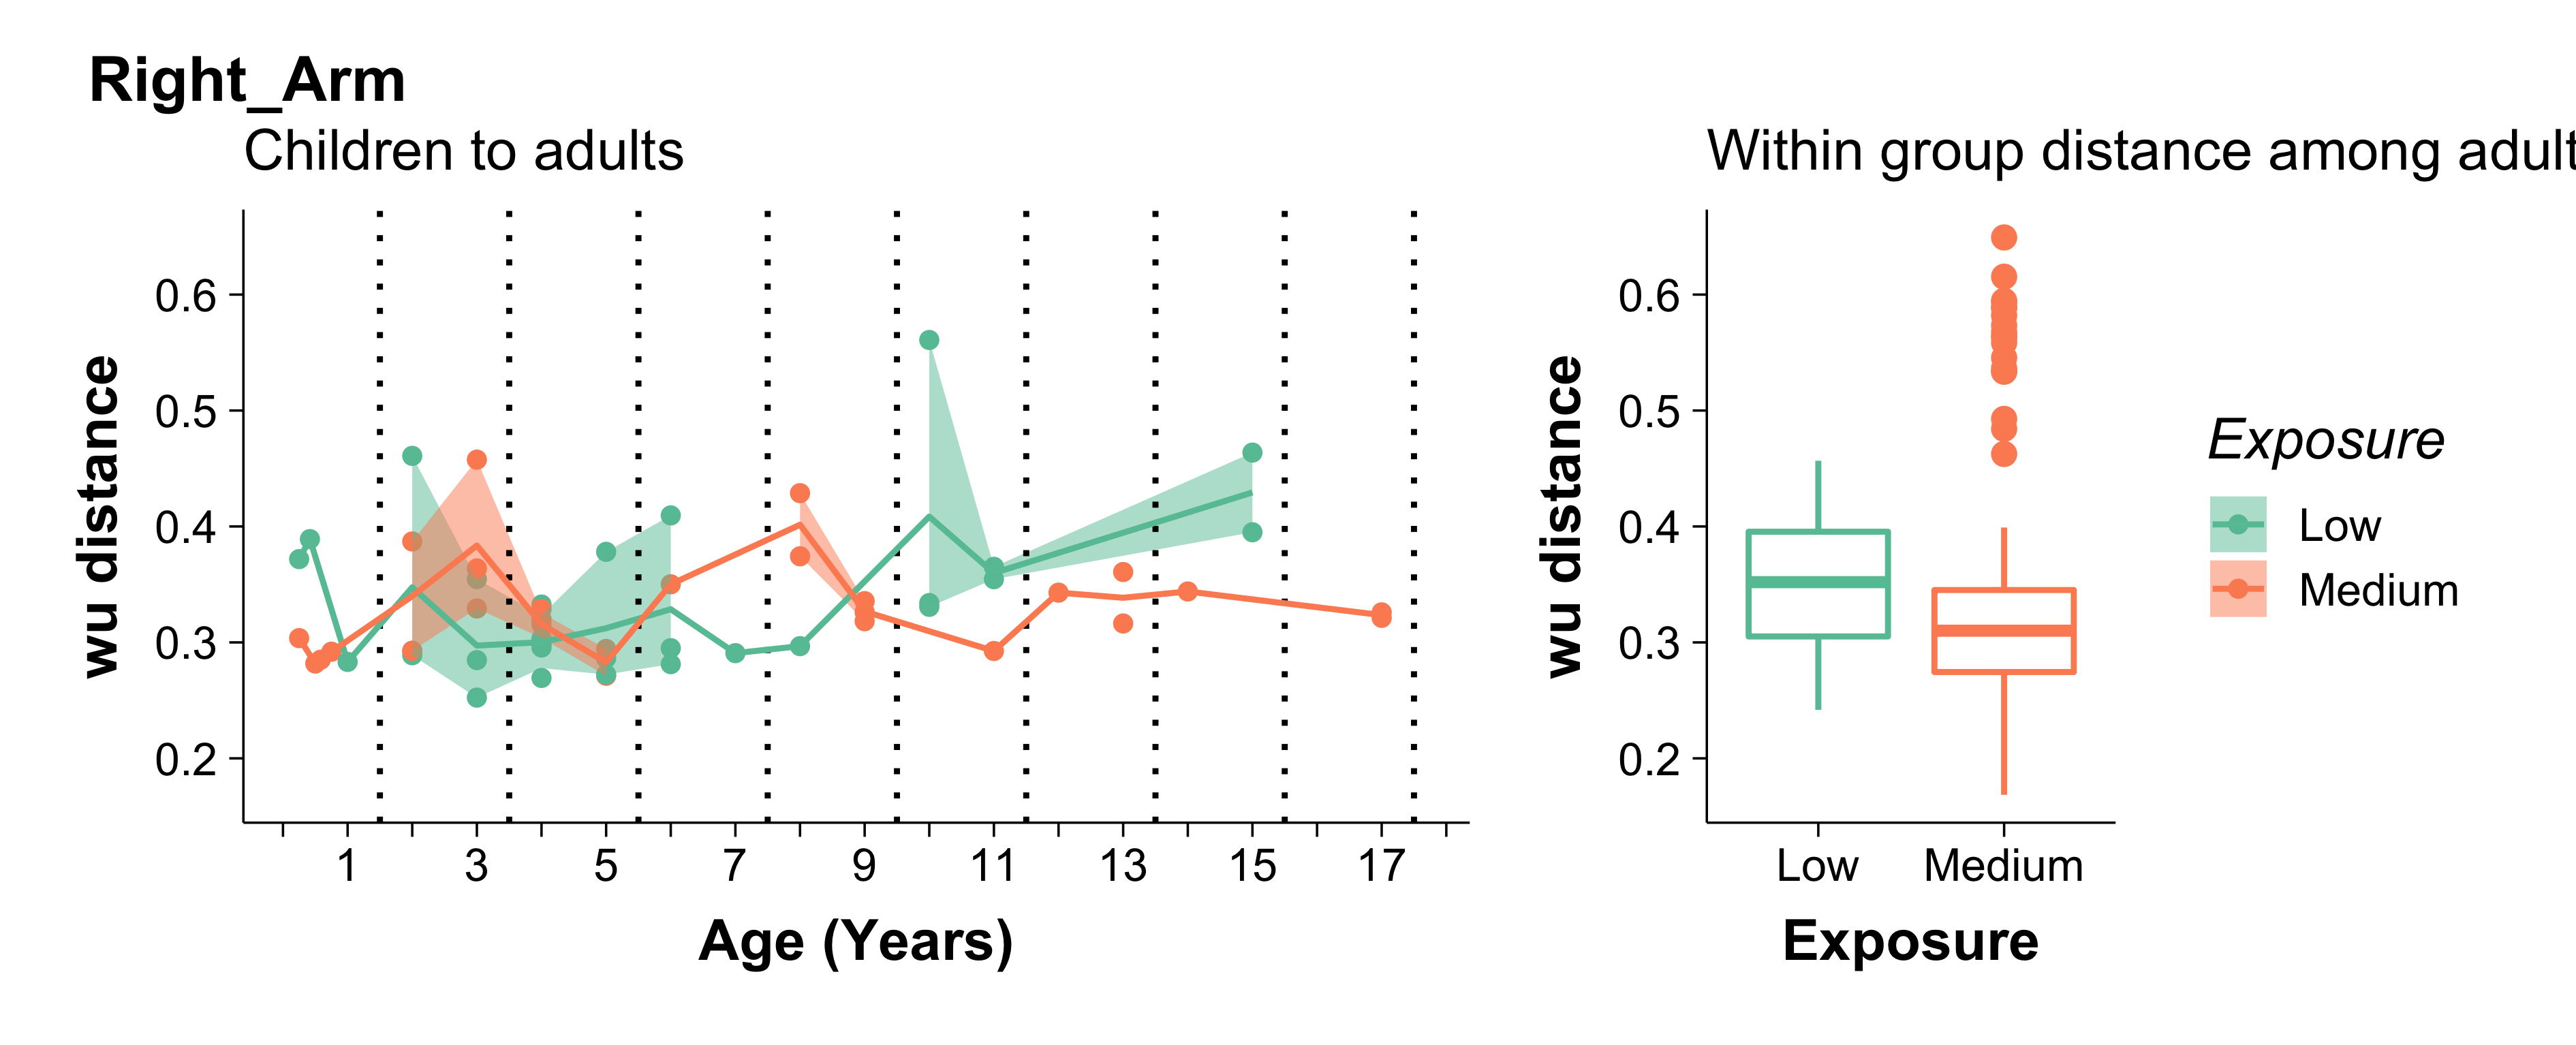 Right_Arm
Children to adults
wu distance
0.6
0.5
0.4
0.3
0.2
1 3 5 7 9 11 13 15 17
Age (Years)
Within group distance among adult
wu distance
0.6
0.5
0.4
0.3
0.2
Low Medium
Exposure
Exposure
Low
Medium